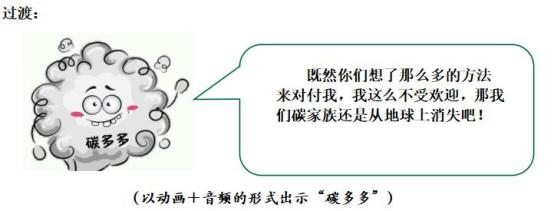 过渡：
既然你们想了那么多的方法
来对付我，我这么不受欢迎，那我
们碳家族还是从地球上消失吧！
碳多多
（以动画＋音频的形式出示“碳多多”）